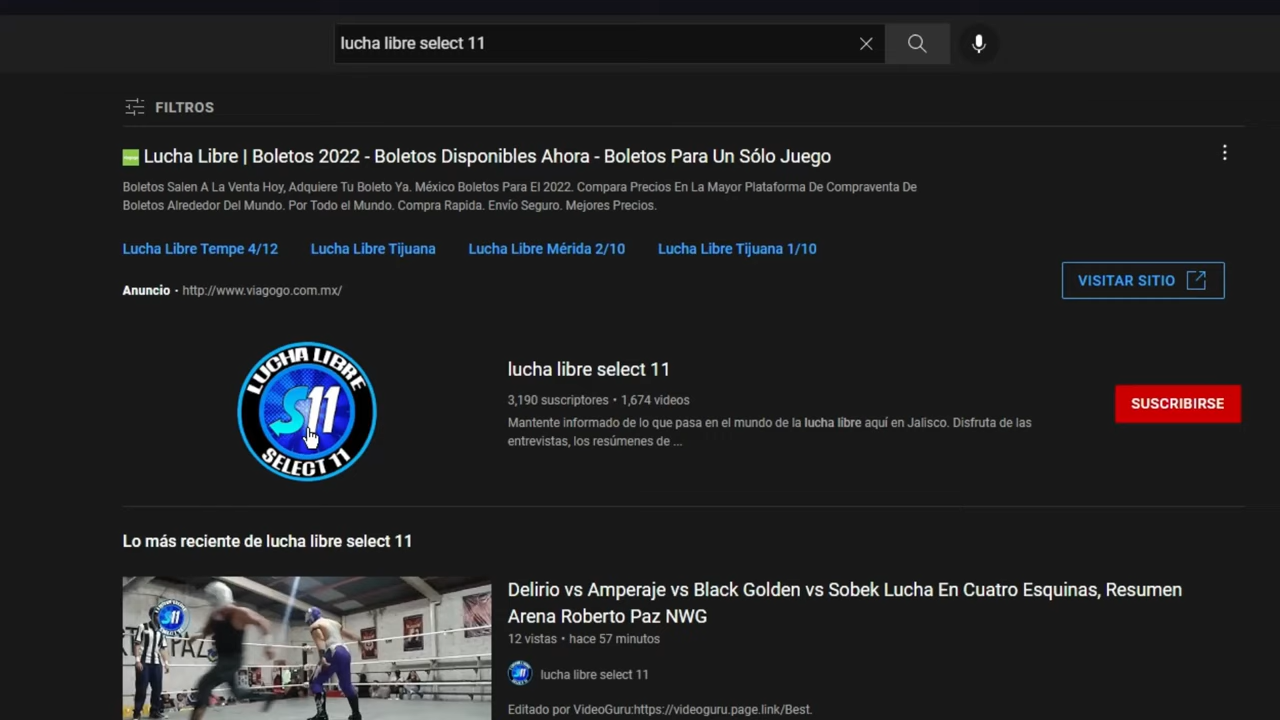 lucha libre select 11
FILTROS
Lucha Libre | Boletos 2022 - Boletos Disponibles Ahora - Boletos Para Un Sólo Juego
Boletos Salen A La Venta Hoy, Adquiere Tu Boleto Ya. México Boletos Para El 2022. Compara Precios En La Mayor Plataforma De Compraventa De
Boletos Alrededor Del Mundo. Por Todo el Mundo. Compra Rapida. Envío Seguro. Mejores Precios.
Lucha Libre Tempe 4/12 Lucha Libre Tijuana Lucha Libre Mérida 2/10 Lucha Libre Tijuana 1/10
VISITAR SITIO
Anuncio · http://www.viagogo.com.mx/
LUCHA LIBRE
S11
SELECT 11
lucha libre select 11
3,190 suscriptores • 1,674 videos
Mantente informado de lo que pasa en el mundo de la lucha libre aquí en Jalisco. Disfruta de las
entrevista, los resúmenes de ...
SUSCRIBIRSE
Lo más reciente de lucha libre select 11
S11
PAZ
Delirio vs Amperaje vs Black Golden vs Sobek Lucha En Cuatro Esquinas, Resumen
Arena Roberto Paz NWG
12 vistas • hace 57 minutos
S11
lucha libre select 11
Editado por VideoGuru:https://videoguru.page.link/Best.